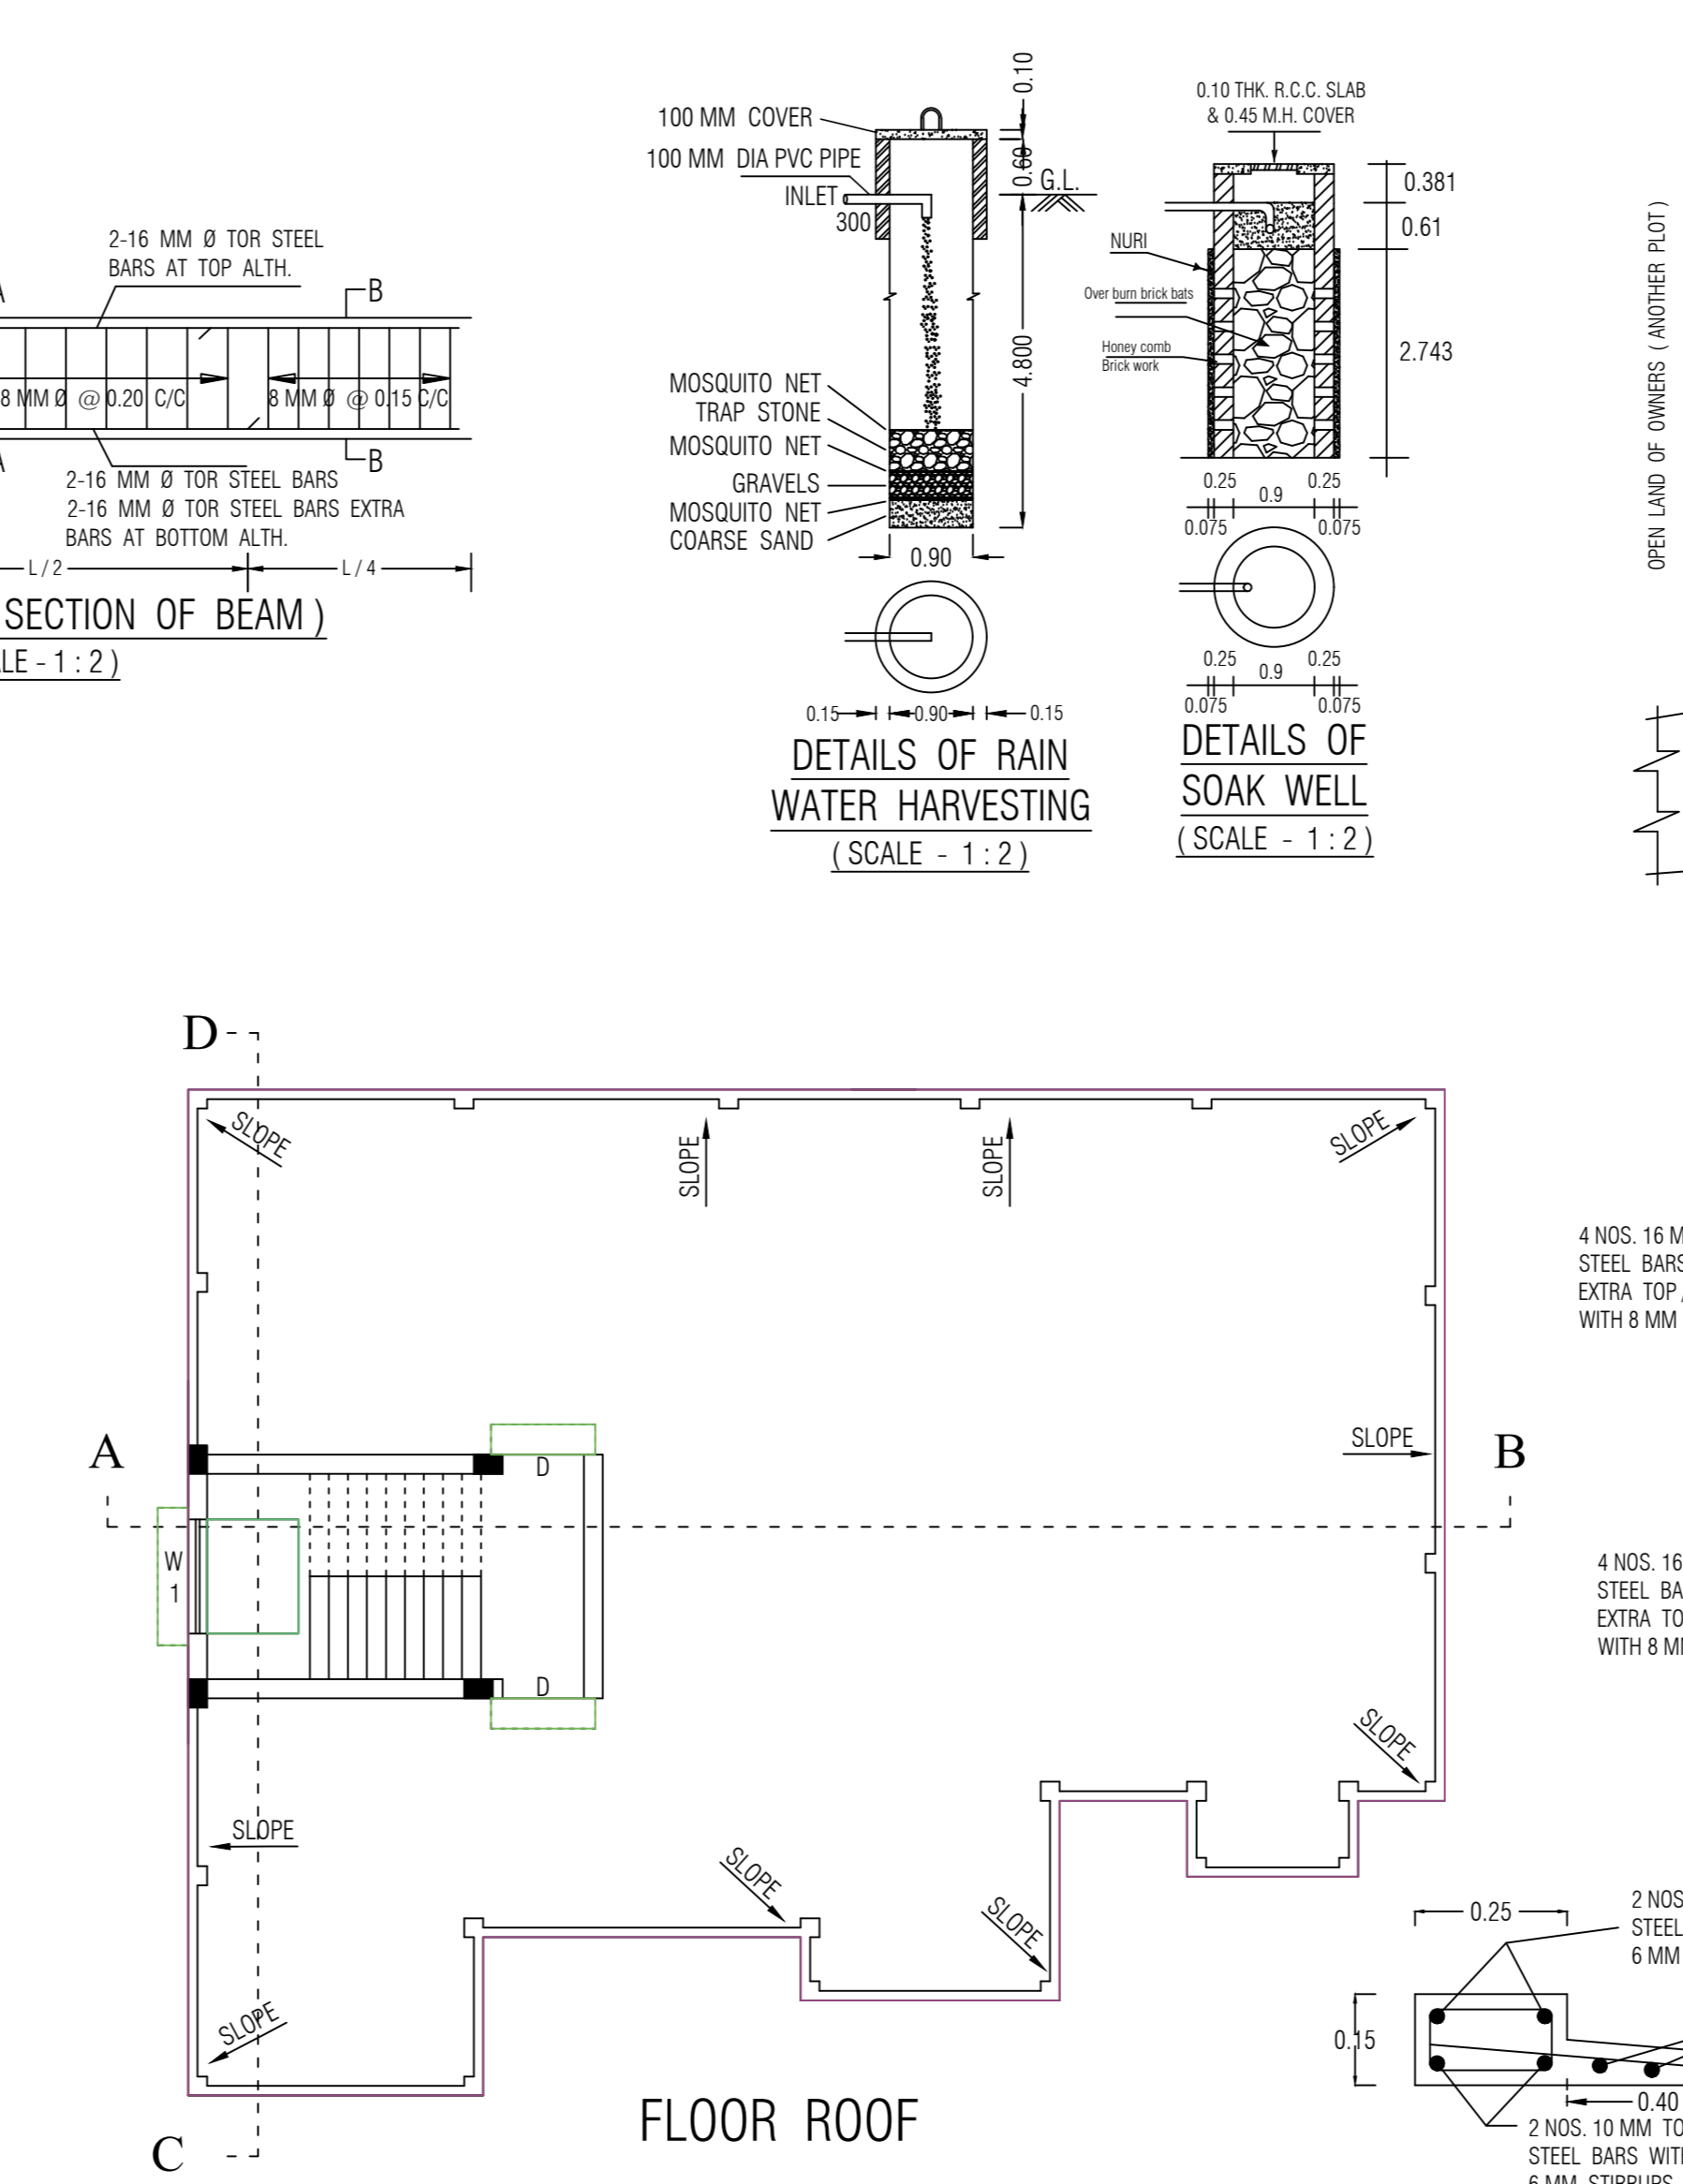 2-16 MM Ø TOR STEEL
BARS AT TOP ALTH.
B
8 MM Ø @ 0.20 C/C
8 MM Ø @ 0.15 C/C
B
2-16 MM Ø TOR STEEL BARS
2-16 MM Ø TOR STEEL BARS EXTRA
BARS AT BOTTOM ALTH.
L / 2
L / 4
SECTION OF BEAM )
LE - 1 : 2 )
100 MM COVER
100 MM DIA PVC PIPE
INLET
300
0.10
0.60
G.L.
4.800
MOSQUITO NET
TRAP STONE
MOSQUITO NET
GRAVELS
MOSQUITO NET
COARSE SAND
0.90
0.15
0.90
0.15
DETAILS OF RAIN
WATER HARVESTING
( SCALE - 1 : 2 )
0.10 THK. R.C.C. SLAB
& 0.45 M.H. COVER
0.381
0.61
2.743
NURI
Over burn brick bats
Honey comb
Brick work
0.25
0.9
0.25
0.075
0.075
0.25
0.9
0.25
0.075
0.075
DETAILS OF
SOAK WELL
( SCALE - 1 : 2 )
OPEN LAND OF OWNERS ( ANOTHER PLOT )
D
SLOPE
SLOPE
SLOPE
SLOPE
A
D
SLOPE
B
W
1
D
SLOPE
SLOPE
SLOPE
SLOPE
SLOPE
C
FLOOR ROOF
4 NOS. 16 M
STEEL BARS
EXTRA TOP
WITH 8 MM
4 NOS. 16
STEEL BA
EXTRA TO
WITH 8 M
0.25
2 NOS
STEEL
6 MM
0.15
0.40
2 NOS. 10 MM TO
STEEL BARS WIT
6 MM STIRRUPS